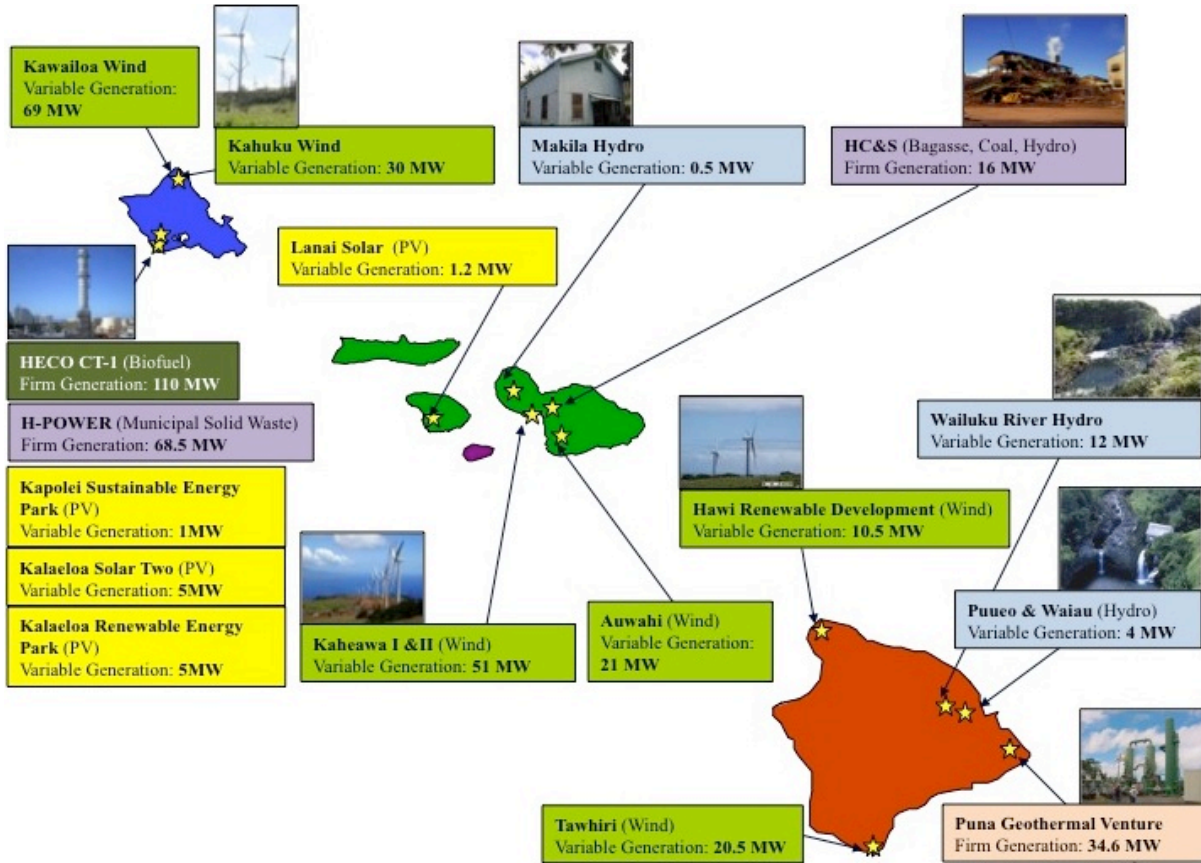 Kawailoa Wind
Variable Generation:
69 MW
Kahuku Wind
Variable Generation: 30 MW
Makila Hydro
Variable Generation: 0.5 MW
HC&S (Bagasse, Coal, Hydro)
Firm Generation: 16 MW
Lanai Solar (PV)
Variable Generation: 1.2 MW
HECO CT-1 (Biofuel)
Firm Generation: 110 MW
H-POWER (Municipal Solid Waste)
Firm Generation: 68.5 MW
Kapolei Sustainable Energy
Park (PV)
Variable Generation: 1MW
Kalaeloa Solar Two (PV)
Variable Generation: 5MW
Kalaeloa Renewable Energy
Park (PV)
Variable Generation: 5MW
Kaheawa I &II (Wind)
Variable Generation: 51 MW
Auwahi (Wind)
Variable Generation:
21 MW
Hawi Renewable Development (Wind)
Variable Generation: 10.5 MW
Wailuku River Hydro
Variable Generation: 12 MW
Puueo & Waiau (Hydro)
Variable Generation: 4 MW
Tawhiri (Wind)
Variable Generation: 20.5 MW
Puna Geothermal Venture
Firm Generation: 34.6 MW